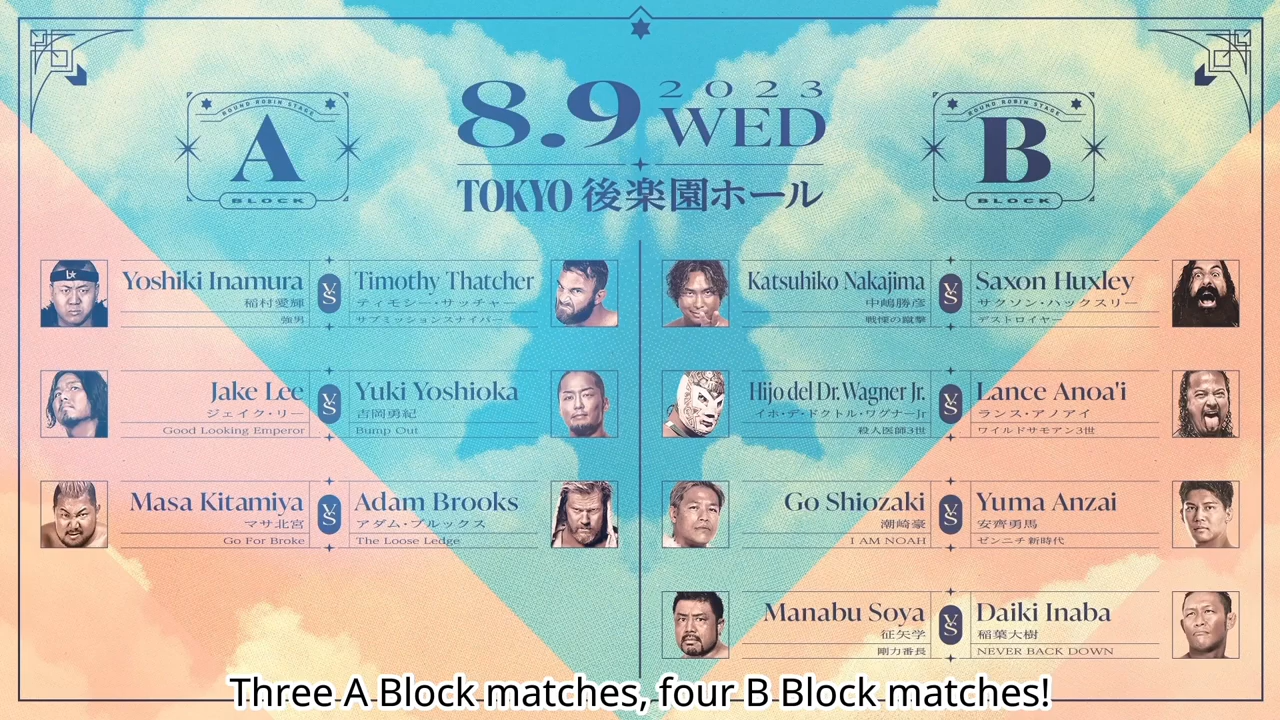 8.9 2023 WED
TOKYO 後楽園ホール
ROUND ROBIN STAGE
A
BLOCK
Yoshiki Inamura
稲村愛輝
強男
VS
Timothy Thatcher
ティモシー・サッチャー
サブミッションスナイパー
Jake Lee
ジェイク・リー
Good Looking Emperor
VS
Yuki Yoshioka
吉岡勇紀
Bump Out
Masa Kitamiya
マサ北宮
Go For Broke
VS
Adam Brooks
アダム・ブルックス
The Loose Ledge
ROUND ROBIN STAGE
B
BLOCK
Katsuhiko Nakajima
中嶋勝彦
戦慄の蹴撃
VS
Saxon Huxley
サクソン・ハックスリー
デストロイヤー
Hijo del Dr. Wagner Jr.
イホ・デ・ドクトル・ワグナーJr
殺人医師3世
VS
Lance Anoa'i
ランス・アノアイ
ワイルドサモアン3世
Go Shiozaki
潮崎豪
I AM NOAH
VS
Yuma Anzai
安齊勇馬
ゼンニチ新時代
Manabu Soya
征矢学
剛力番長
VS
Daiki Inaba
稲葉大樹
NEVER BACK DOWN
Three A Block matches, four B Block matches!